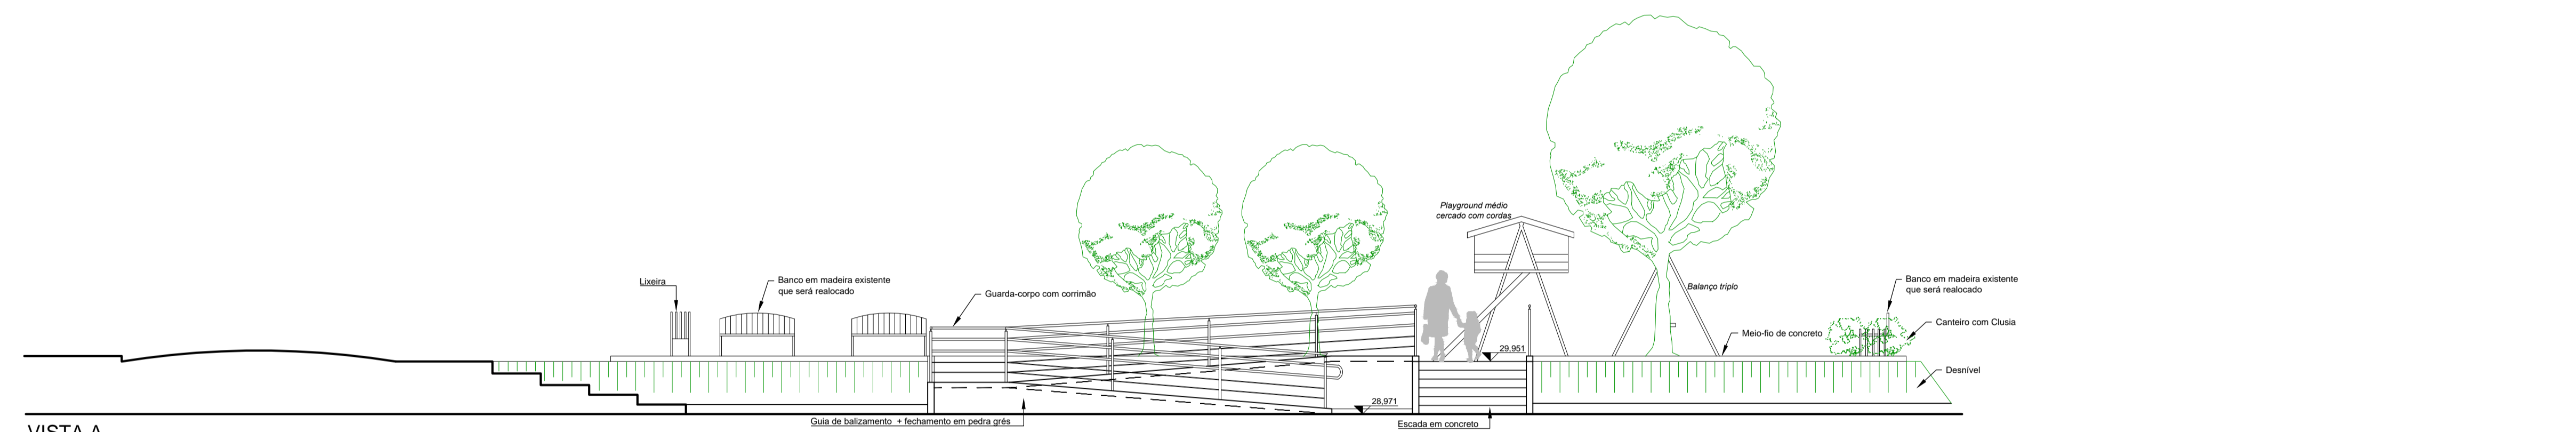 Playground médio
cercado com cordas
Lixeira
Banco em madeira existente
que será realocado
Guarda-corpo com corrimão
Balanço triplo
Banco em madeira existente
que será realocado
Canteiro com Clusia
Meio-fio de concreto
29,951
Desnível
28,971
Guia de balizamento + fechamento em pedra grés
Escada em concreto
VISTA A